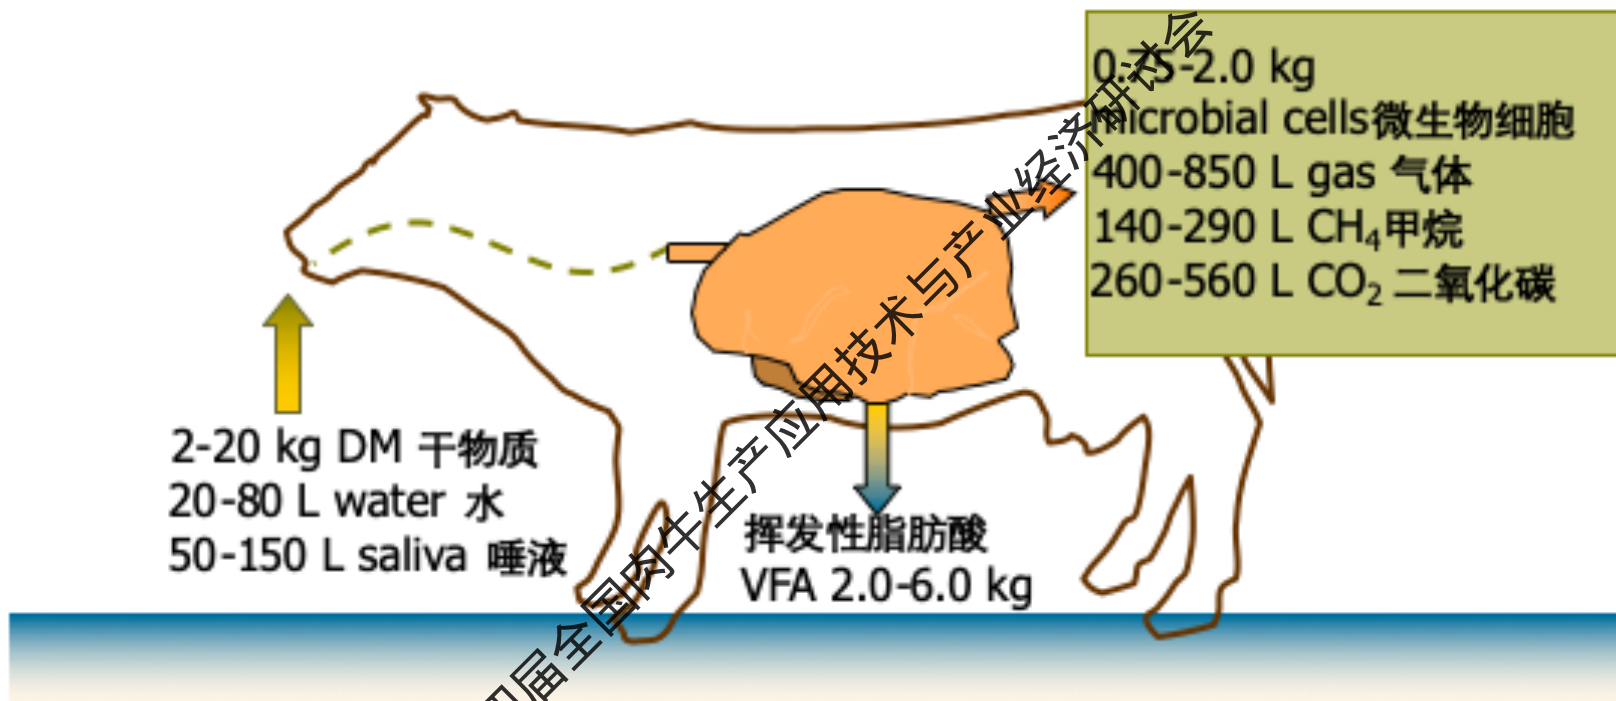 0.75-2.0 kg
microbial cells微生物细胞
400-850 L gas 气体
140-290 L CH₄甲烷
260-560 L CO₂ 二氧化碳
2-20 kg DM 干物质
20-80 L water 水
50-150 L saliva 唾液
挥发性脂肪酸
VFA 2.0-6.0 kg
届全国肉牛生产应用技术与产业经济研讨会